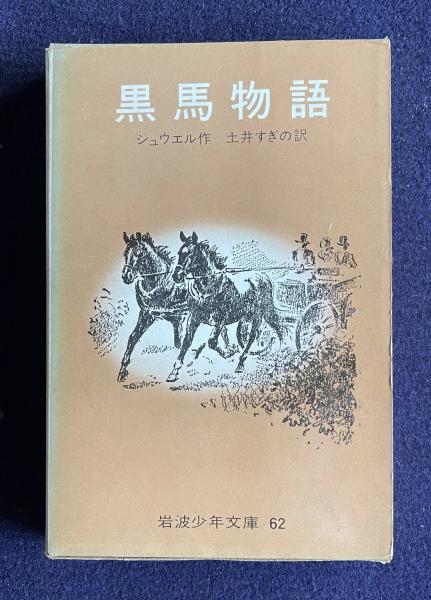 黒馬物語
シュウエル作 土井すぎの訳
岩波少年文庫 62